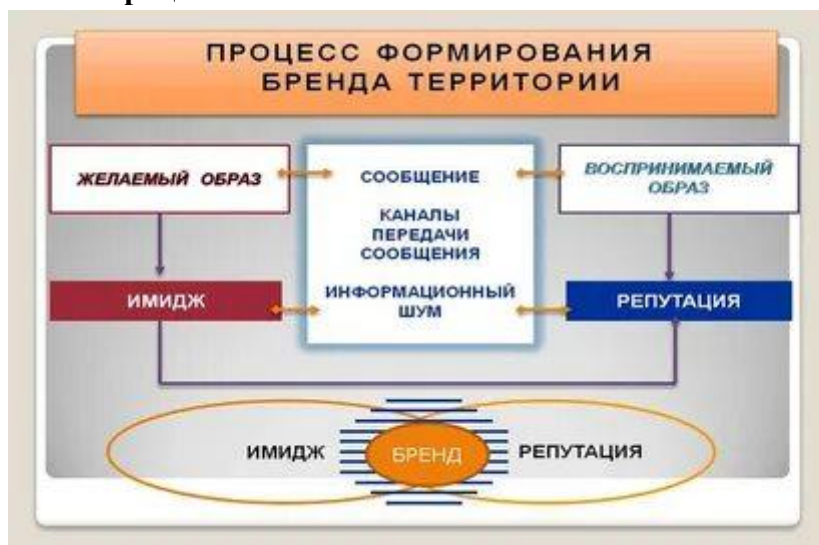 ПРОЦЕСС ФОРМИРОВАНИЯ
БРЕНДА ТЕРРИТОРИИ
ЖЕЛАЕМЫЙ ОБРАЗ
СООБЩЕНИЕ
КАНАЛЫ
ПЕРЕДАЧИ
СООБЩЕНИЯ
ИНФОРМАЦИОННЫЙ
ШУМ
ВОСПРИНИМАЕМЫЙ
ОБРАЗ
ИМИДЖ
РЕПУТАЦИЯ
ИМИДЖ
БРЕНД
РЕПУТАЦИЯ